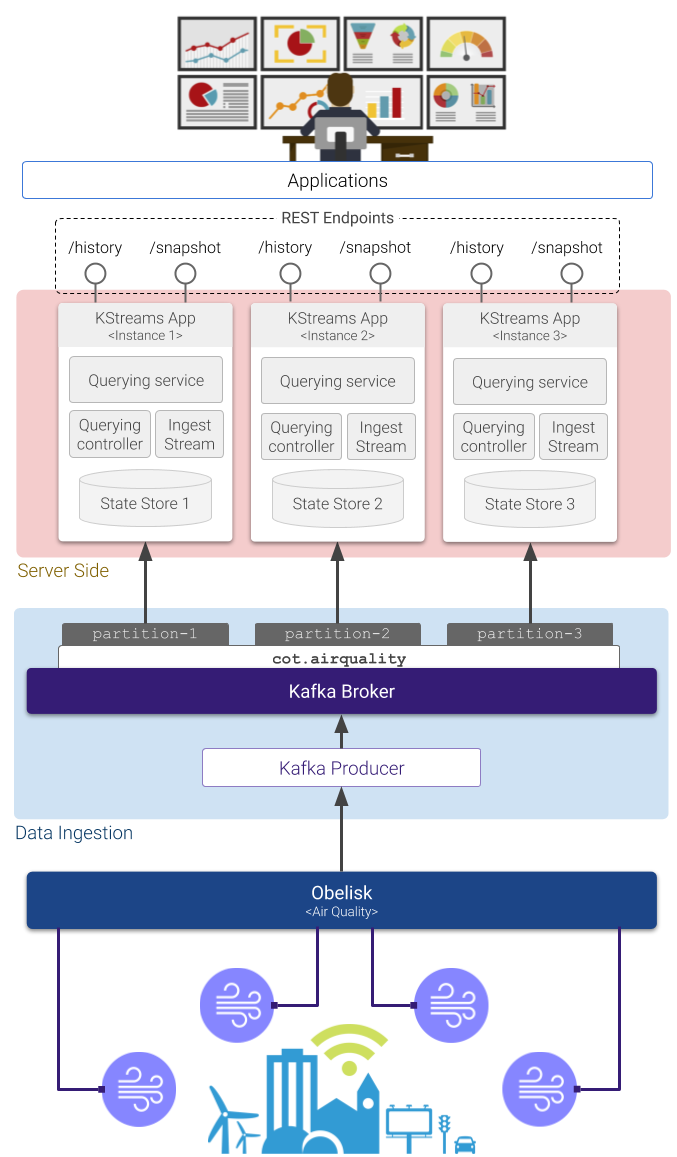 Applications
REST Endpoints
/history /snapshot /history /snapshot /history /snapshot
KStreams App KStreams App KStreams App
<Instance 1> <Instance 2> <Instance 3>
Querying service Querying service Querying service
Querying Ingest Querying Ingest Querying Ingest
controller Stream controller Stream controller Stream
State Store 1 State Store 2 State Store 3
Server Side
partition-1 partition-2 partition-3
cot.airquality
Kafka Broker
Kafka Producer
Data Ingestion
Obelisk
<Air Quality>